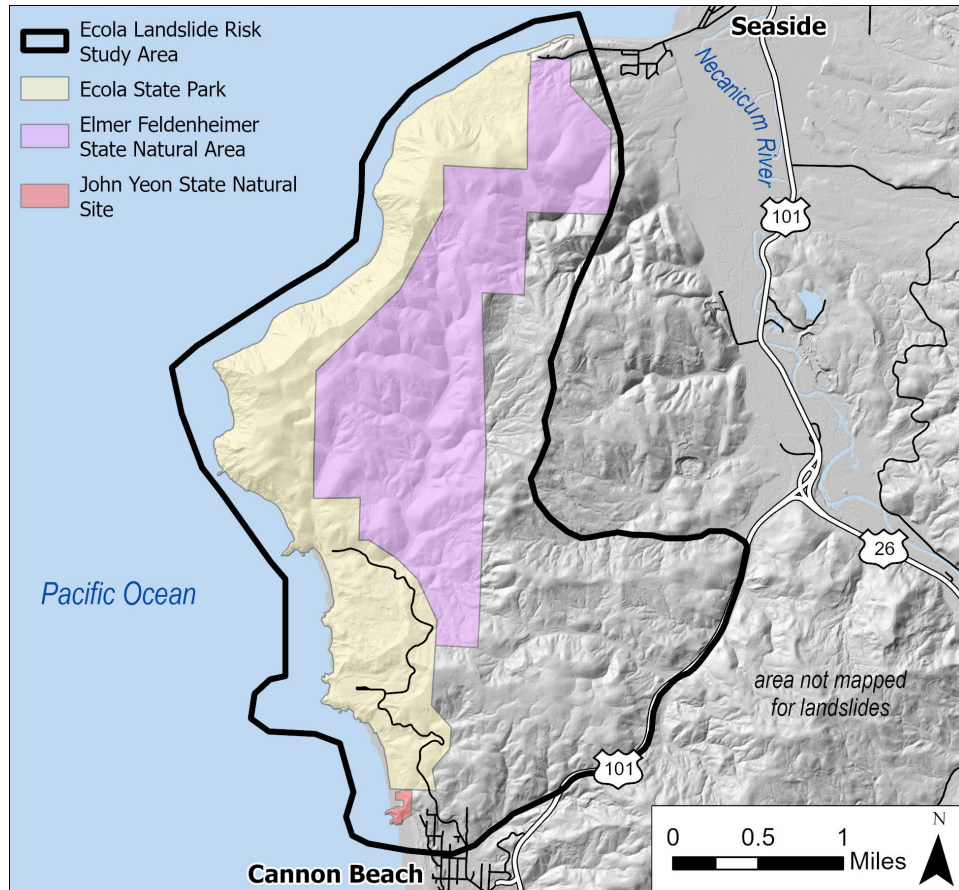 Ecola Landslide Risk
Study Area
Ecola State Park
Elmer Feldenheimer
State Natural Area
John Yeon State Natural
Site
Seaside
Necanicum River
101
26
Pacific Ocean
area not mapped
for landslides
101
Cannon Beach
N
0 0.5 1
Miles